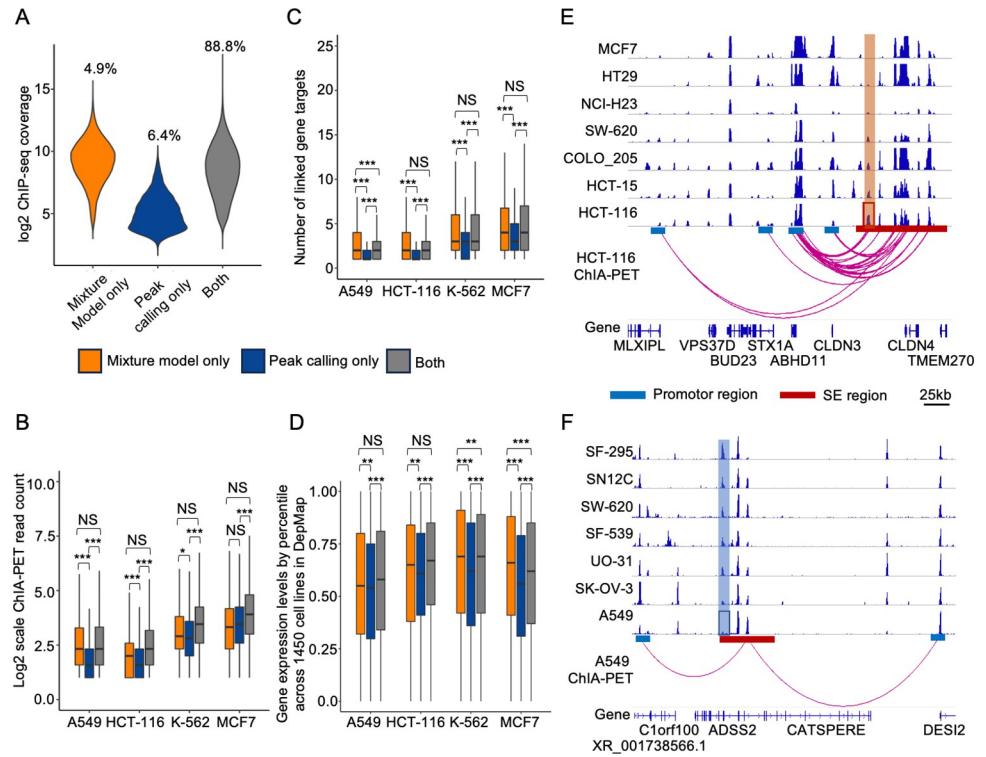 A
4.9%
6.4%
88.8%
log2 ChIP-seq coverage
15
10
5
Mixture
Model only
Peak
calling only
Both
C
Number of linked gene targets
25
20
15
10
5
0
*** *** ***
NS *** ***
NS *** ***
NS *** ***
A549 HCT-116 K-562 MCF7
Mixture model only Peak calling only Both
B
Log2 scale ChIA-PET read count
10.0
7.5
5.0
2.5
0.0
NS *** ***
NS *** ***
NS * ***
NS NS ***
A549 HCT-116 K-562 MCF7
D
Gene expression levels by percentile
across 1450 cell lines in DepMap
1.00
0.75
0.50
0.25
0.0
NS ** ***
NS ** ***
** *** ***
*** *** ***
A549 HCT-116 K-562 MCF7
E
MCF7
HT29
NCI-H23
SW-620
COLO_205
HCT-15
HCT-116
HCT-116
ChIA-PET
Gene
MLXIPL VPS37D STX1A CLDN3 CLDN4
BUD23 ABHD11 TMEM270
Promotor region SE region 25kb
F
SF-295
SN12C
SW-620
SF-539
UO-31
SK-OV-3
A549
A549
ChIA-PET
Gene
C1orf100 ADSS2 CATSPERE DESI2
XR_001738566.1